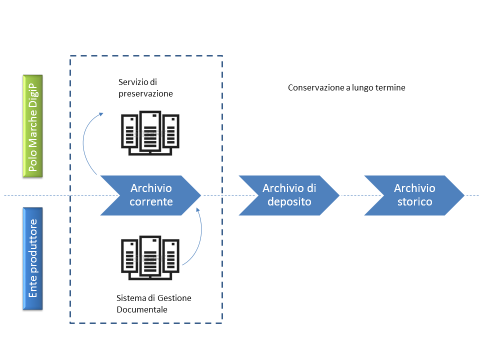 Polo Marche DigiP
Servizio di
preservazione
Conservazione a lungo termine
Archivio
corrente
Archivio di
deposito
Archivio
storico
Ente produttore
Sistema di Gestione
Documentale